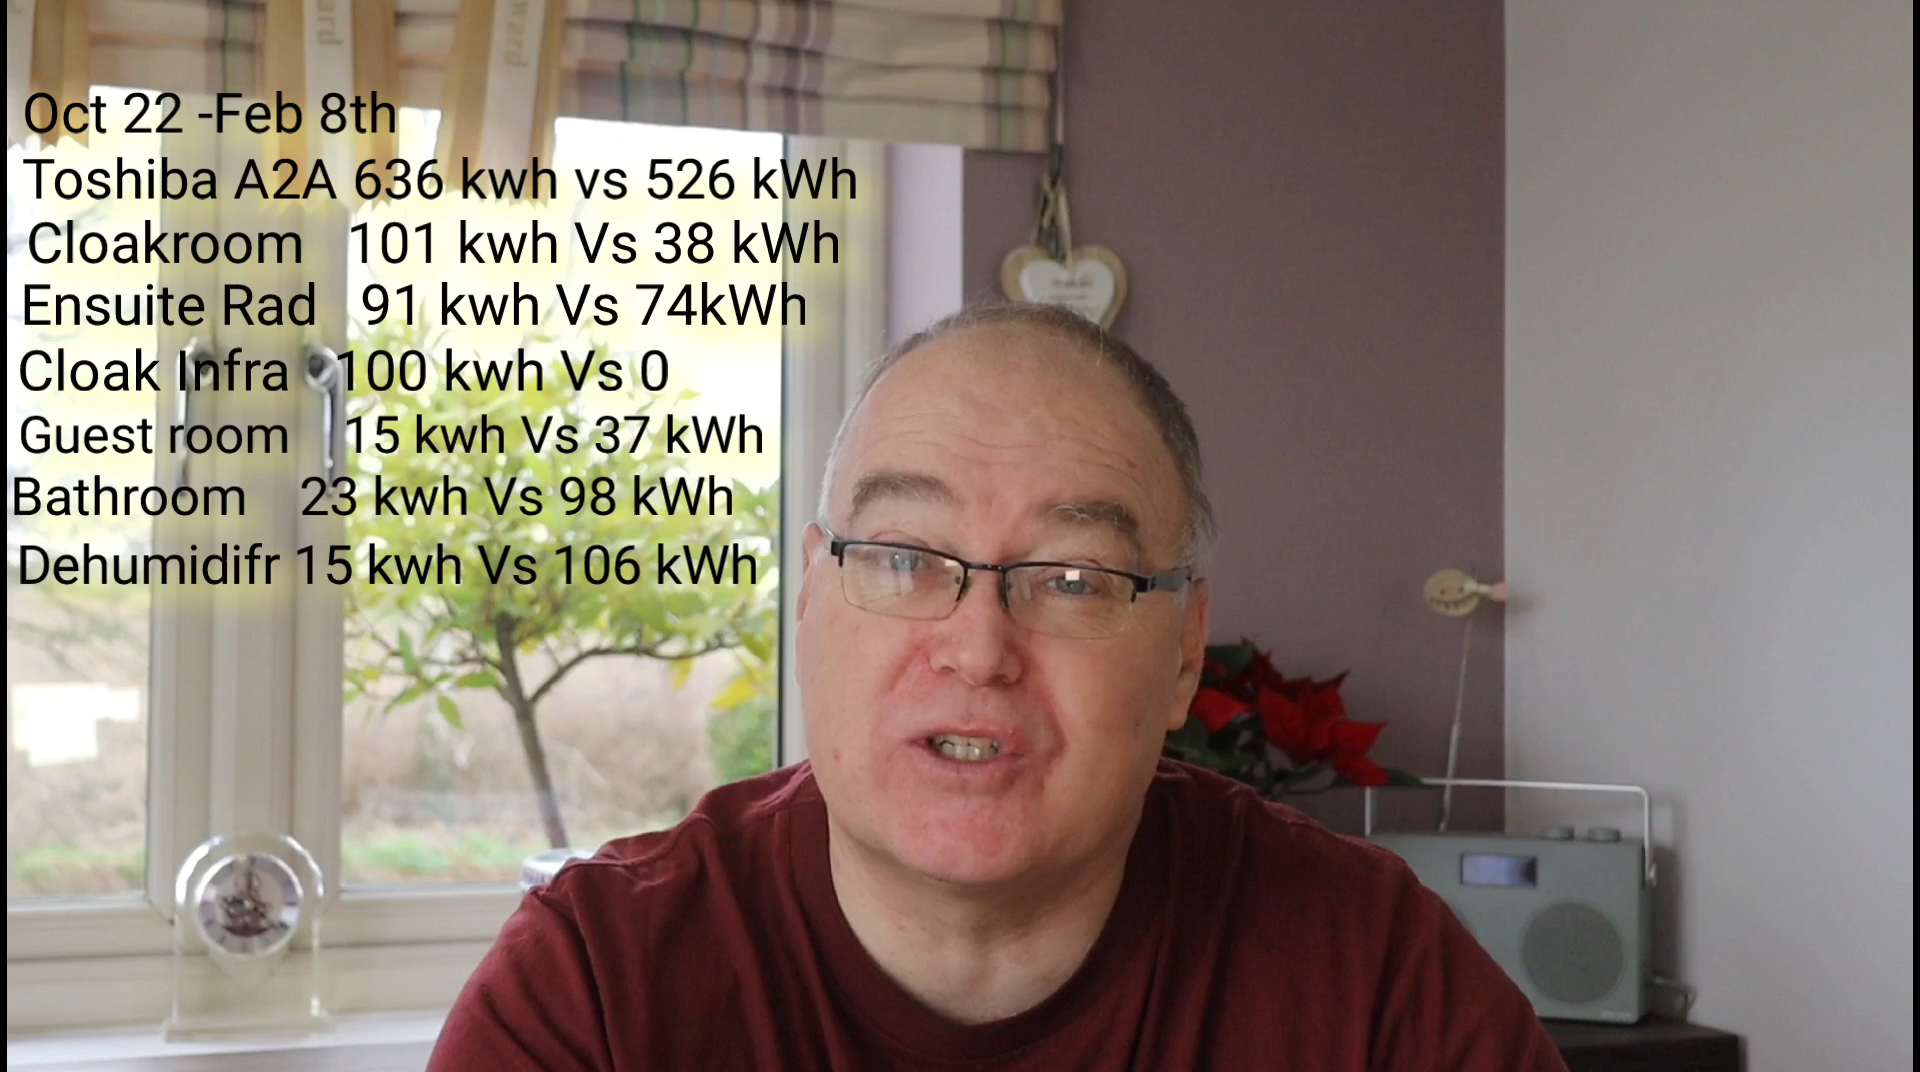 ard
ward
Oct 22 -Feb 8th
Toshiba A2A 636 kwh vs 526 kWh
Cloakroom 101 kwh Vs 38 kWh
Ensuite Rad 91 kwh Vs 74kWh
Cloak Infra 100 kwh Vs 0
Guest room 15 kwh Vs 37 kWh
Bathroom 23 kwh Vs 98 kWh
Dehumidifr 15 kwh Vs 106 kWh